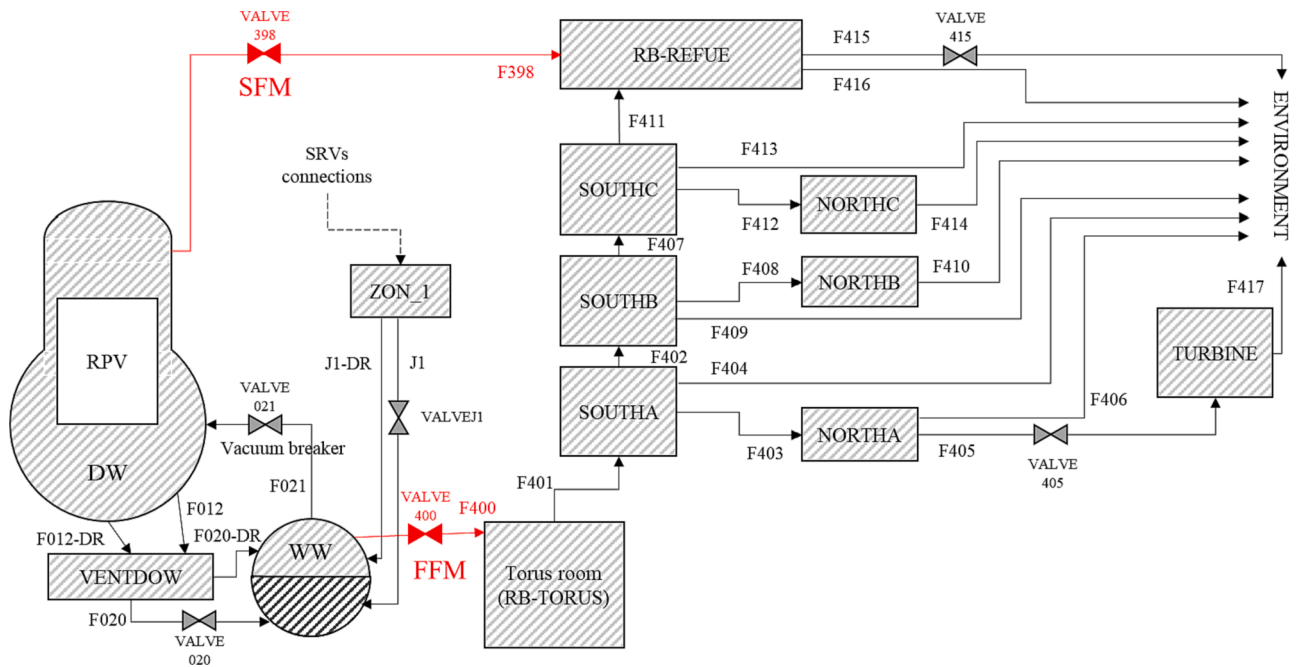 VALVE
398
SFM
F398
RB-REFUE
F415
VALVE
415
F416
F411
ENVIRONMENT
SRVs
connections
SOUTHC
F413
F412
NORTHC
F414
F407
ZON_1
SOUTHB
F408
NORTHB
F410
F409
F417
RPV
J1-DR
J1
F402
F404
TURBINE
VALVE
021
VALVEJ1
SOUTHA
F406
Vacuum breaker
F403
NORTHA
F405
VALVE
405
DW
F021
F401
F012
VALVE
400
F400
F012-DR
F020-DR
WW
FFM
VENTDOW
Torus room
(RB-TORUS)
F020
VALVE
020